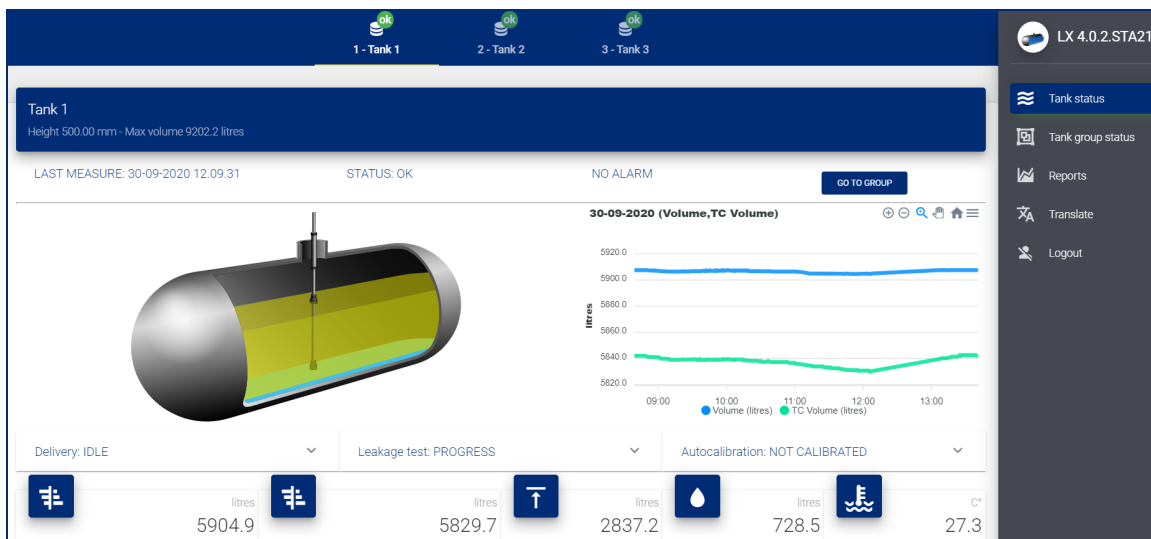 ok ok ok
1 - Tank 1 2 - Tank 2 3 - Tank 3
LX 4.0.2.STA21
Tank status
Tank group status
Reports
Translate
Logout
Tank 1
Height 500.00 mm - Max volume 9202.2 litres
LAST MEASURE: 30-09-2020 12.09.31 STATUS: OK NO ALARM GO TO GROUP
30-09-2020 (Volume,TC Volume)
litres
5920.0
5900.0
5880.0
5860.0
5840.0
5820.0
09:00 10:00 11:00 12:00 13:00
Volume (litres) TC Volume (litres)
Delivery: IDLE Leakage test: PROGRESS Autocalibration: NOT CALIBRATED
litres litres litres litres C°
5904.9 5829.7 2837.2 728.5 27.3